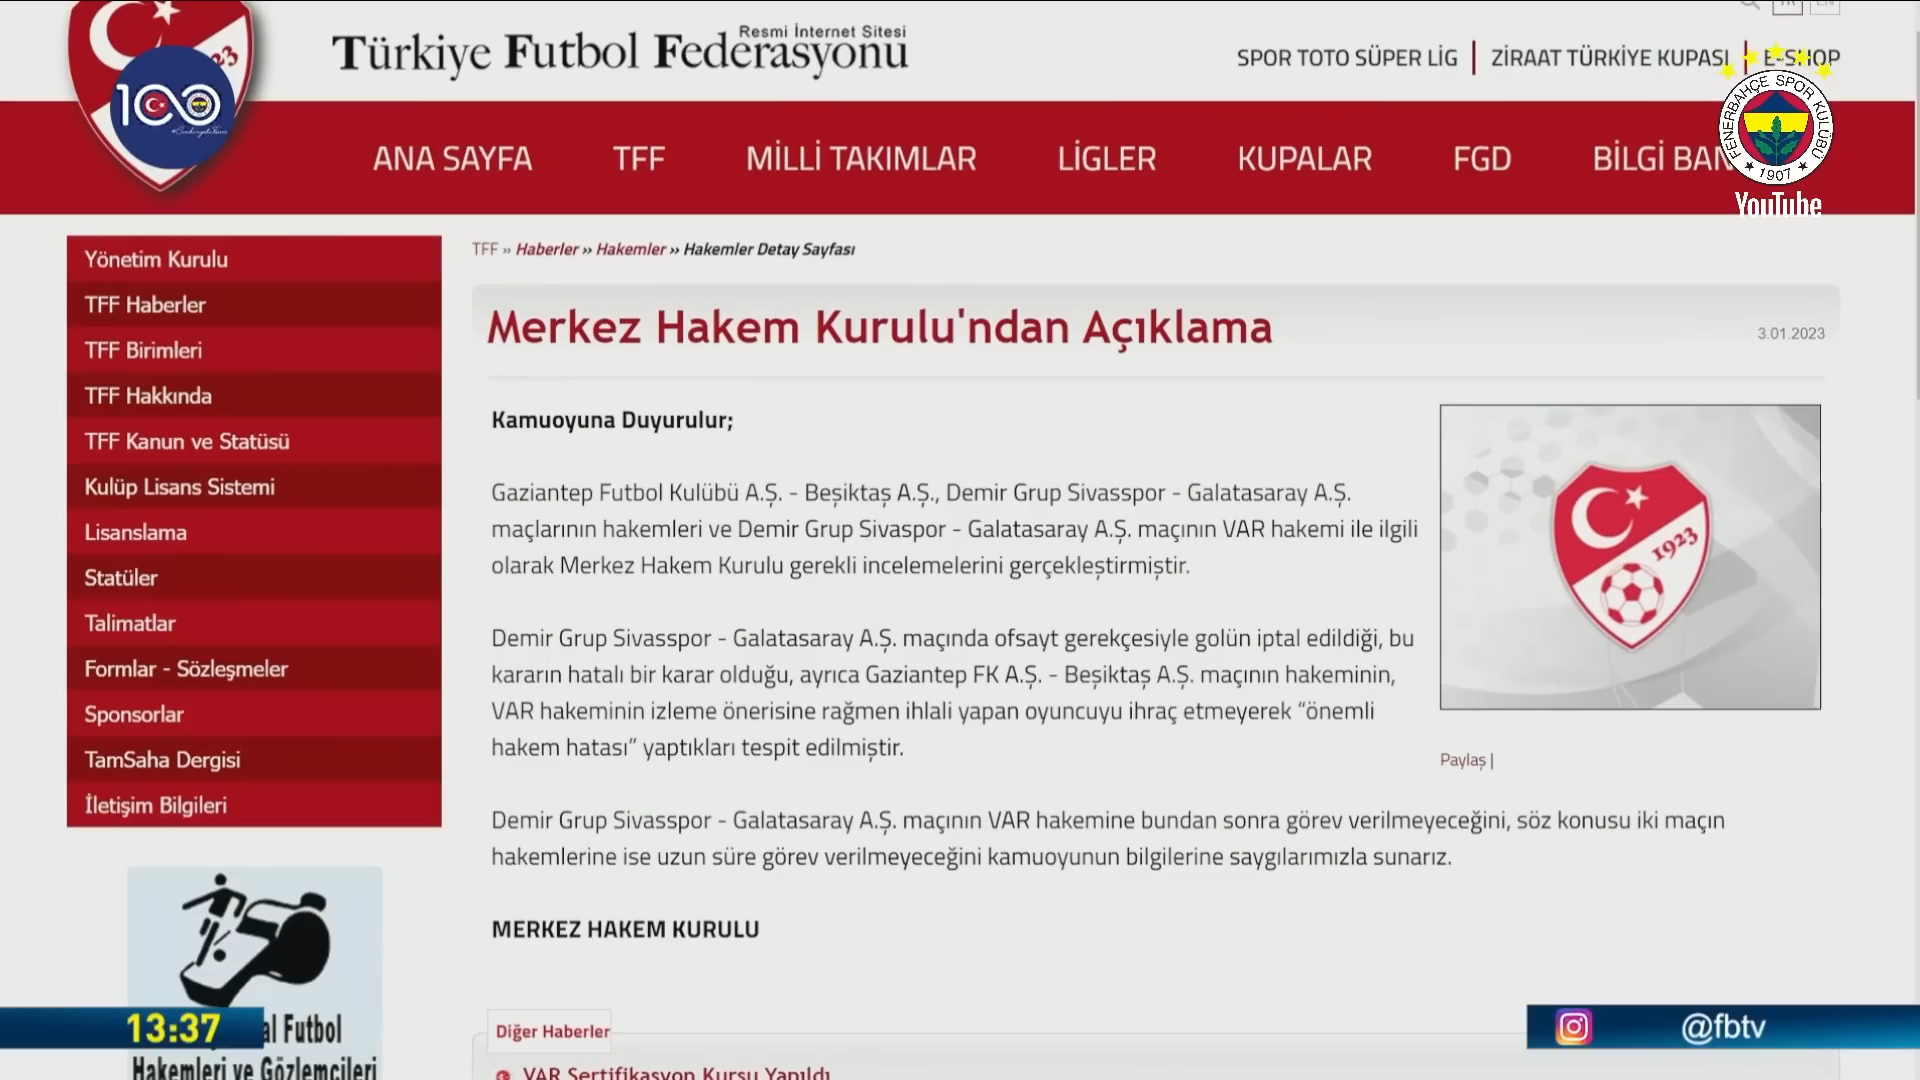 Resmi İnternet Sitesi
Türkiye Futbol Federasyonu
TR EN
SPOR TOTO SÜPER LİG | ZİRAAT TÜRKİYE KUPASI | E-SHOP
1923
100
ANA SAYFA TFF MİLLİ TAKIMLAR LİGLER KUPALAR FGD BİLGİ BAN
FENERBAHÇE SPOR KULÜBÜ
1907
YouTube
Yönetim Kurulu
TFF Haberler
TFF Birimleri
TFF Hakkında
TFF Kanun ve Statüsü
Kulüp Lisans Sistemi
Lisanslama
Statüler
Talimatlar
Formlar - Sözleşmeler
Sponsorlar
TamSaha Dergisi
İletişim Bilgileri
TFF » Haberler » Hakemler » Hakemler Detay Sayfası
Merkez Hakem Kurulu'ndan Açıklama
3.01.2023
Kamuoyuna Duyurulur;
Gaziantep Futbol Kulübü A.Ş. - Beşiktaş A.Ş., Demir Grup Sivasspor - Galatasaray A.Ş.
maçlarının hakemleri ve Demir Grup Sivaspor - Galatasaray A.Ş. maçının VAR hakemi ile ilgili
olarak Merkez Hakem Kurulu gerekli incelemelerini gerçekleştirmiştir.
Demir Grup Sivasspor - Galatasaray A.Ş. maçında ofsayt gerekçesiyle golün iptal edildiği, bu
kararın hatalı bir karar olduğu, ayrıca Gaziantep FK A.Ş. - Beşiktaş A.Ş. maçının hakeminin,
VAR hakeminin izleme önerisine rağmen ihlali yapan oyuncuyu ihraç etmeyerek “önemli
hakem hatası” yaptıkları tespit edilmiştir.
1923
Paylaş |
Demir Grup Sivasspor - Galatasaray A.Ş. maçının VAR hakemine bundan sonra görev verilmeyeceğini, söz konusu iki maçın
hakemlerine ise uzun süre görev verilmeyeceğini kamuoyunun bilgilerine saygılarımızla sunarız.
MERKEZ HAKEM KURULU
13:37
al Futbol
Hakemleri ve Gözlemcileri
Diğer Haberler
VAR Sertifikasyon Kursu Yapıldı
@fbtv